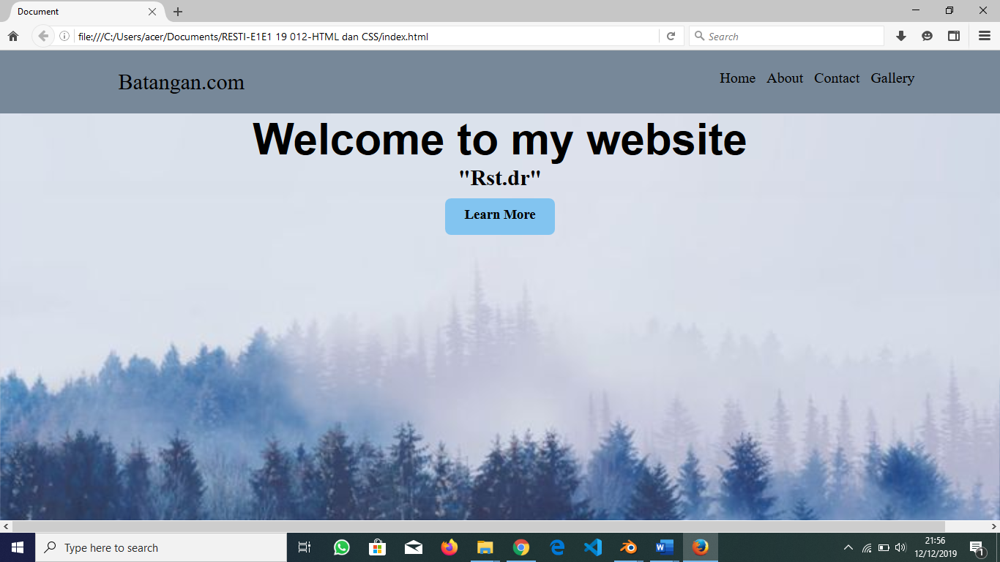 Document
file:///C:/Users/acer/Documents/RESTI-E1E1 19 012-HTML dan CSS/index.html
Search
Batangan.com
Home About Contact Gallery
Welcome to my website
"Rst.dr"
Learn More
Type here to search
21:56
12/12/2019
1